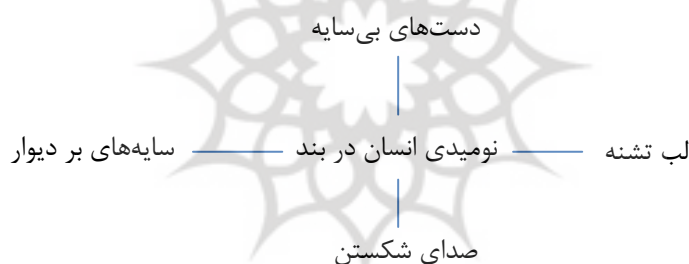 دست‌های بی‌سایه
لب تشنه نومیدی انسان در بند سایه‌های بر دیوار
صدای شکستن